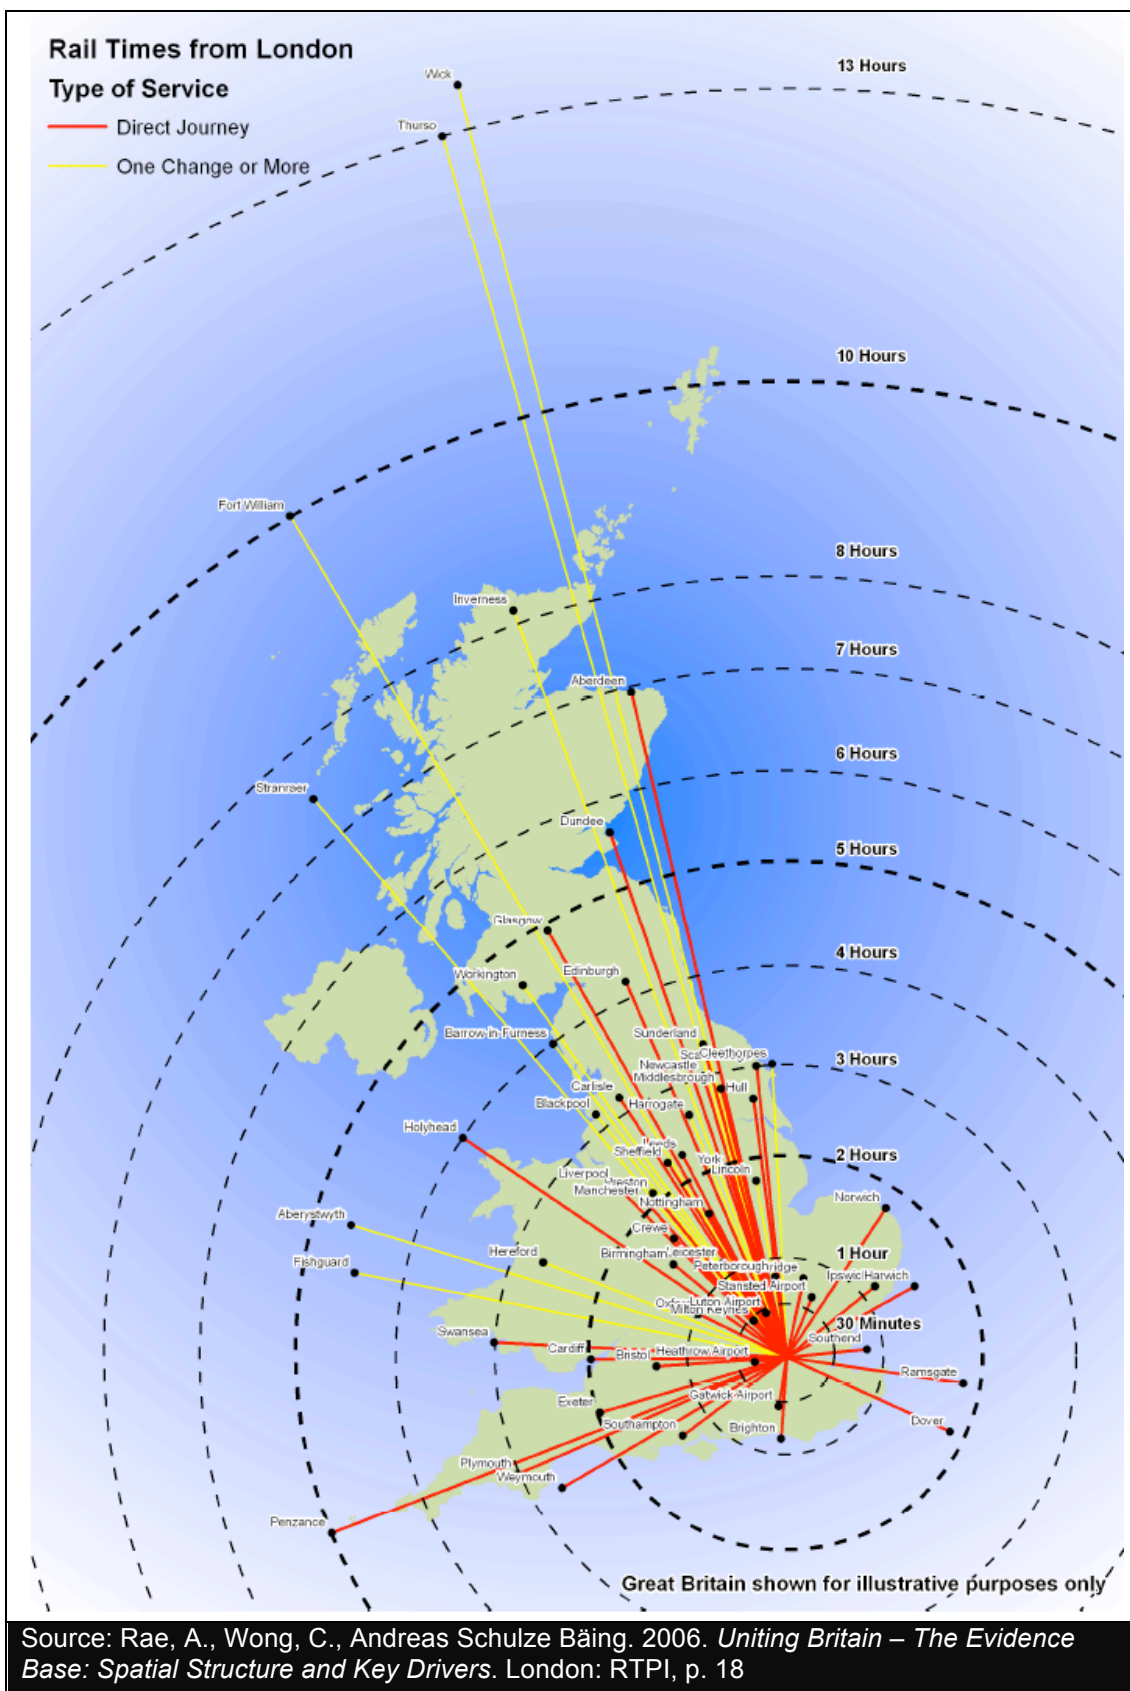 Rail Times from London
Type of Service
Direct Journey
One Change or More
Wick
13 Hours
Thurso
10 Hours
Fort William
8 Hours
Inverness
7 Hours
Aberdeen
6 Hours
Stranraer
Dundee
5 Hours
Glasgow
4 Hours
Workington
Edinburgh
Barrow-in-Furness
Sunderland
Cleethorpes
3 Hours
Newcastle
Middlesbrough
Hull
Carlisle
Blackpool
Harrogate
Holyhead
Leeds
Sheffield
York
2 Hours
Lincoln
Liverpool
Preston
Manchester
Nottingham
Norwich
Aberystwyth
Crewe
Hereford
Birmingham
Leicester
1 Hour
Fishguard
Peterborough
Stansted Airport
Harwich
Luton Airport
Milton Keynes
30 Minutes
Swansea
Southend
Cardiff
Bristol
Heathrow Airport
Ramsgate
Exeter
Gatwick Airport
Southampton
Brighton
Dover
Plymouth
Weymouth
Penzance
Great Britain shown for illustrative purposes only
Source: Rae, A., Wong, C., Andreas Schulze Bäing. 2006. Uniting Britain – The Evidence
Base: Spatial Structure and Key Drivers. London: RTPI, p. 18